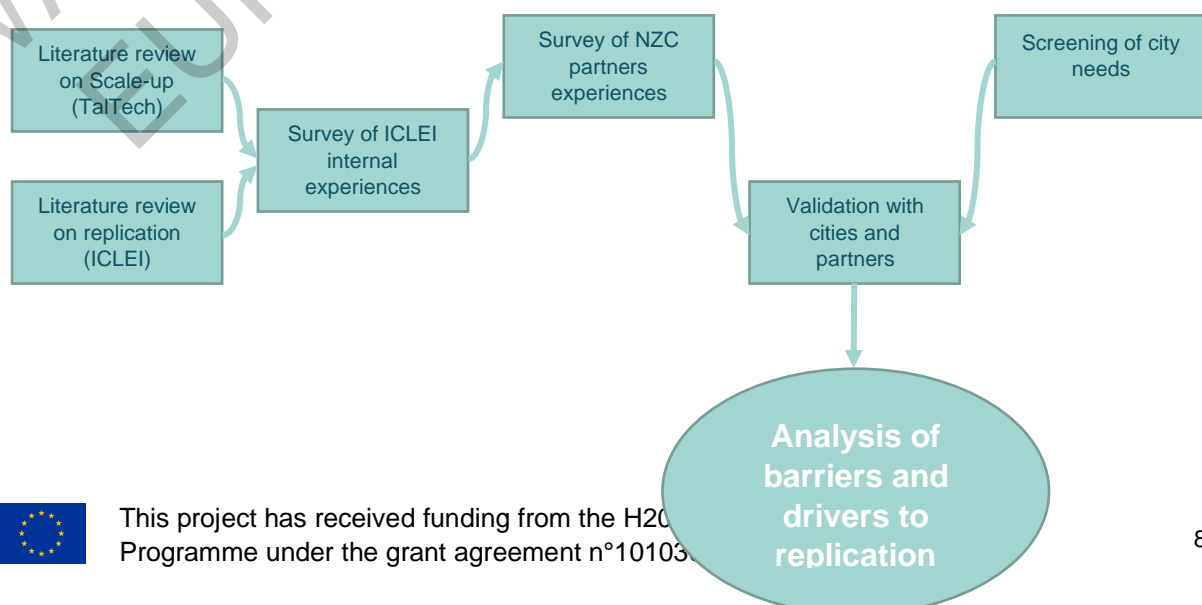 Literature review
on Scale-up
(TalTech)
Literature review
on replication
(ICLEI)
Survey of ICLEI
internal
experiences
Survey of NZC
partners
experiences
Screening of city
needs
Validation with
cities and
partners
Analysis of
barriers and
drivers to
replication
This project has received funding from the H20
Programme under the grant agreement n°10103
8